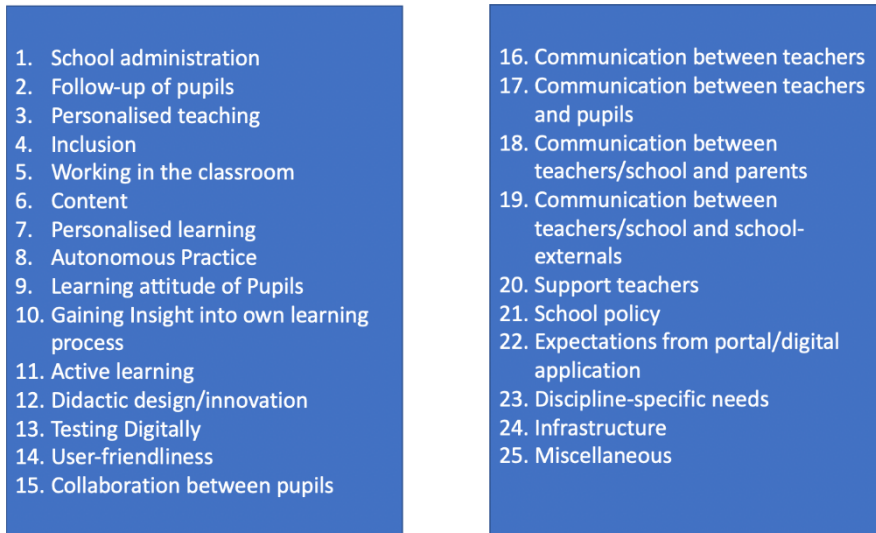 1. School administration
2. Follow-up of pupils
3. Personalised teaching
4. Inclusion
5. Working in the classroom
6. Content
7. Personalised learning
8. Autonomous Practice
9. Learning attitude of Pupils
10. Gaining Insight into own learning
process
11. Active learning
12. Didactic design/innovation
13. Testing Digitally
14. User-friendliness
15. Collaboration between pupils
16. Communication between teachers
17. Communication between teachers
and pupils
18. Communication between
teachers/school and parents
19. Communication between
teachers/school and school-
externals
20. Support teachers
21. School policy
22. Expectations from portal/digital
application
23. Discipline-specific needs
24. Infrastructure
25. Miscellaneous